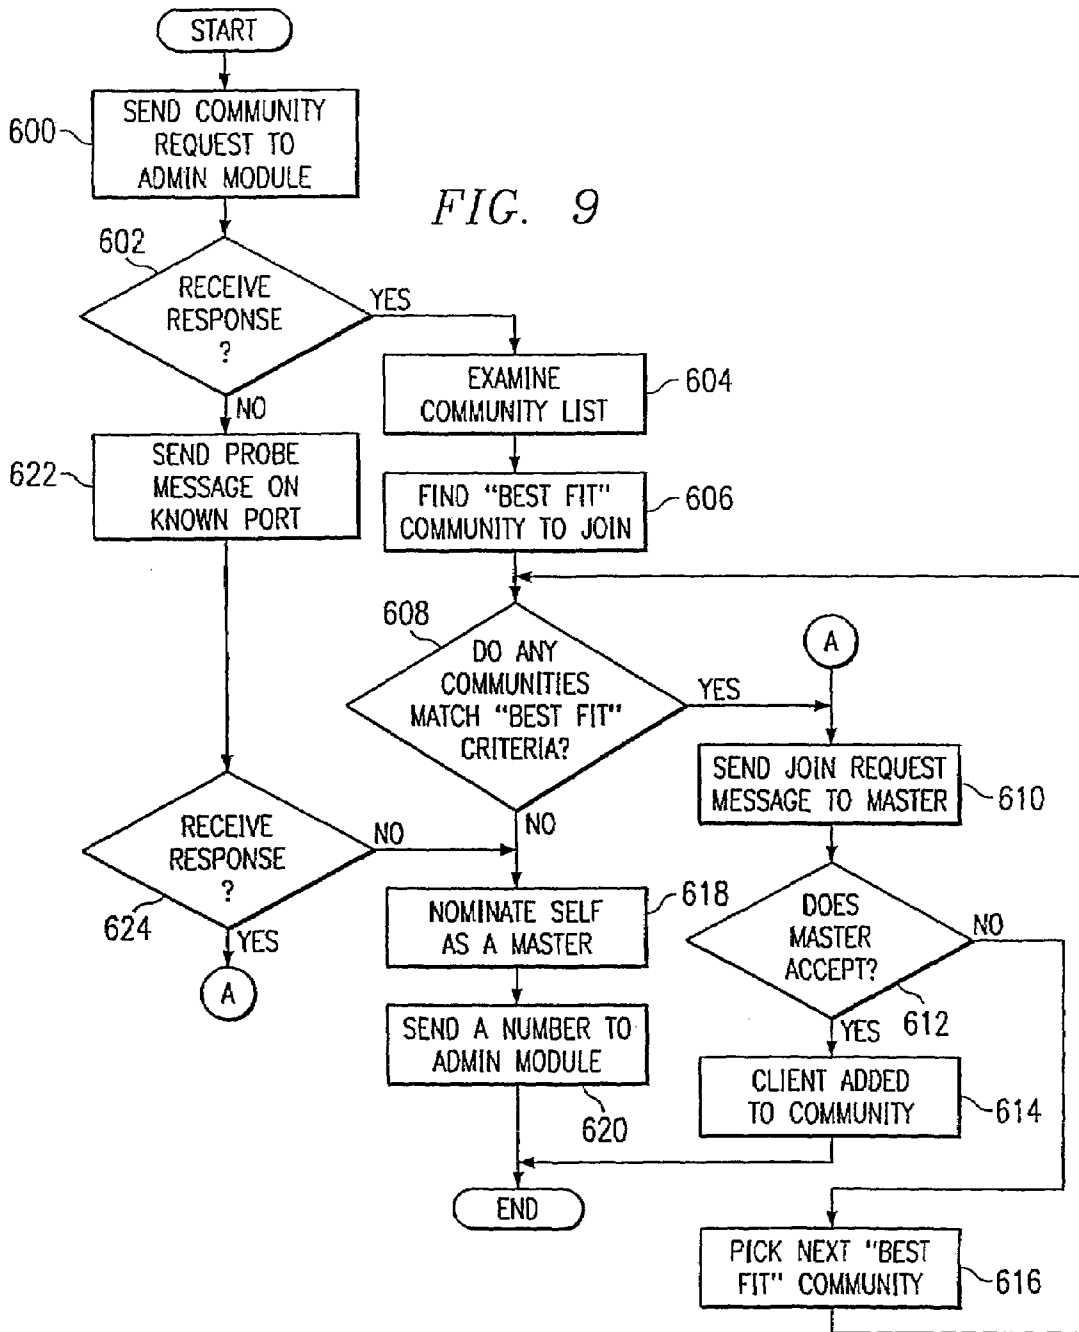 START
600
SEND COMMUNITY
REQUEST TO
ADMIN MODULE
FIG. 9
602
RECEIVE
RESPONSE
?
YES
NO
EXAMINE
COMMUNITY LIST
604
622
SEND PROBE
MESSAGE ON
KNOWN PORT
FIND "BEST FIT"
COMMUNITY TO JOIN
606
608
DO ANY
COMMUNITIES
MATCH "BEST FIT"
CRITERIA?
YES
NO
A
SEND JOIN REQUEST
MESSAGE TO MASTER
610
RECEIVE
RESPONSE
?
NO
624
YES
A
NOMINATE SELF
AS A MASTER
618
DOES
MASTER
ACCEPT?
NO
612
YES
SEND A NUMBER TO
ADMIN MODULE
620
CLIENT ADDED
TO COMMUNITY
614
END
PICK NEXT "BEST
FIT" COMMUNITY
616